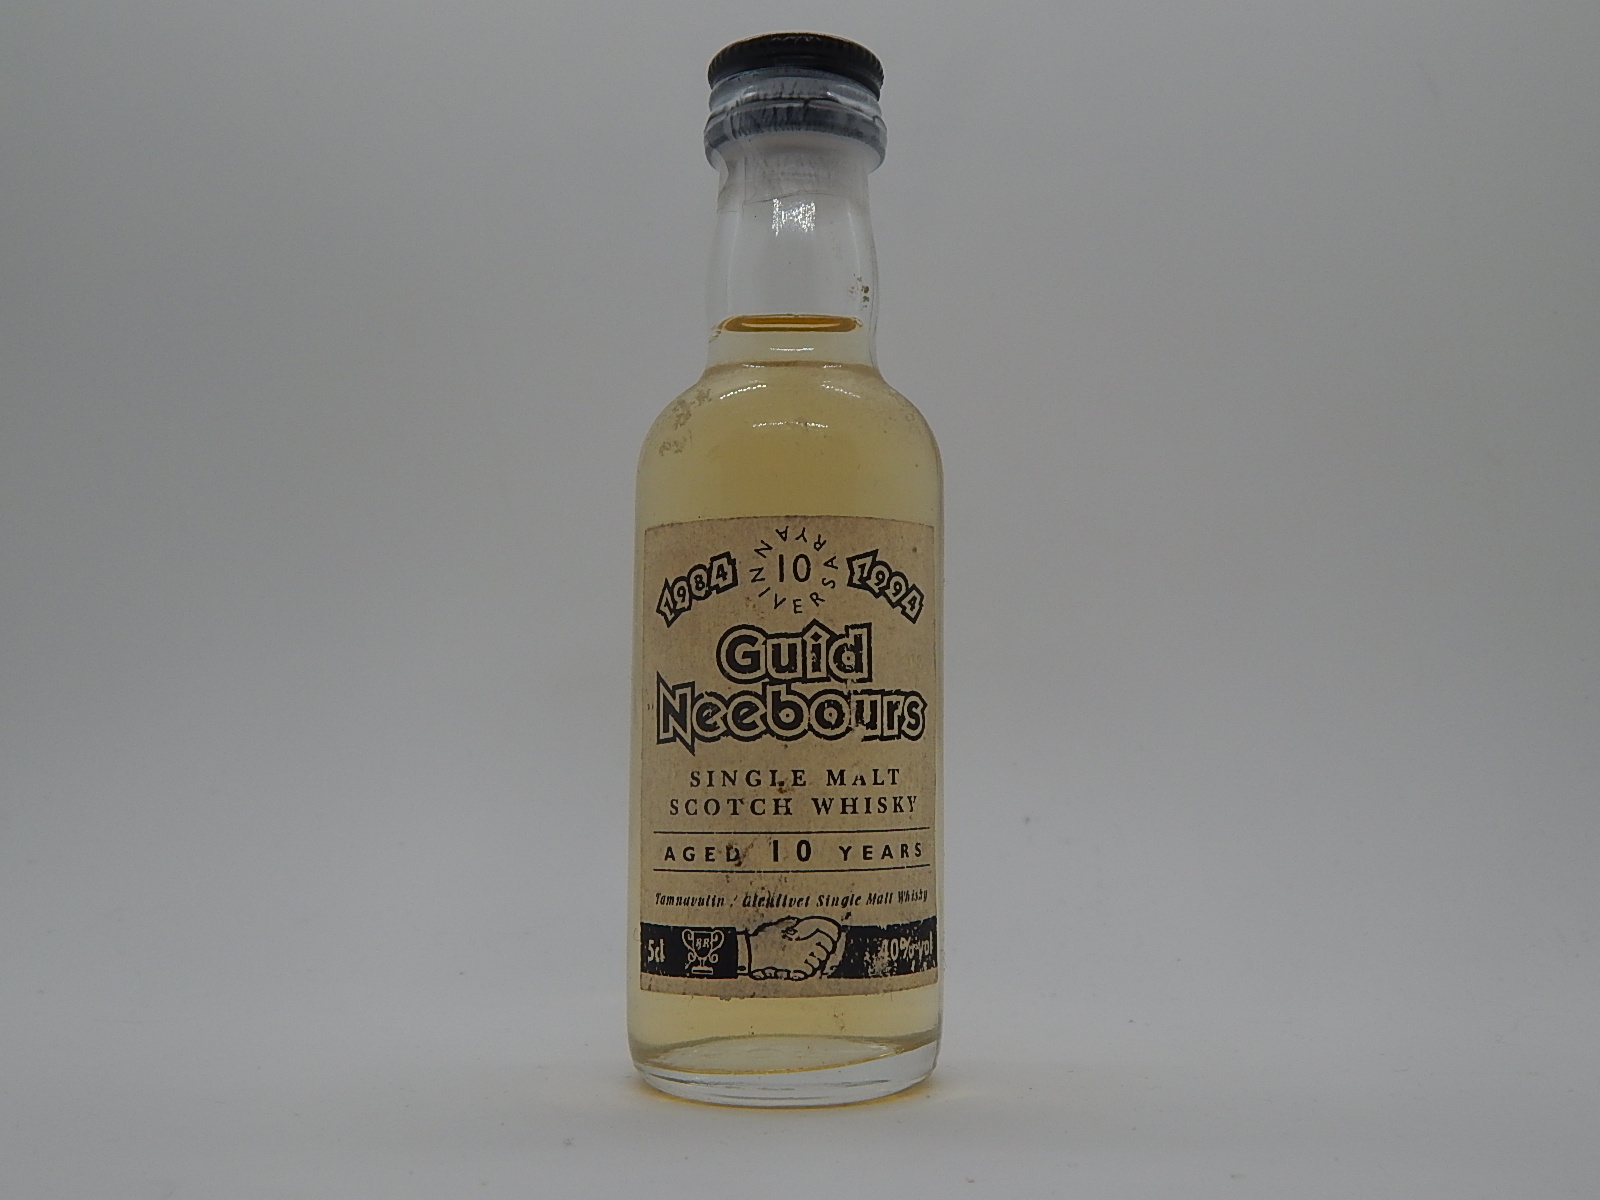 1984 10 1994
ANNIVERSARY
Guid
Neebours
SINGLE MALT
SCOTCH WHISKY
AGED 10 YEARS
Tamnavulin / Glenlivet Single Malt Whisky
5cl RR 40% vol